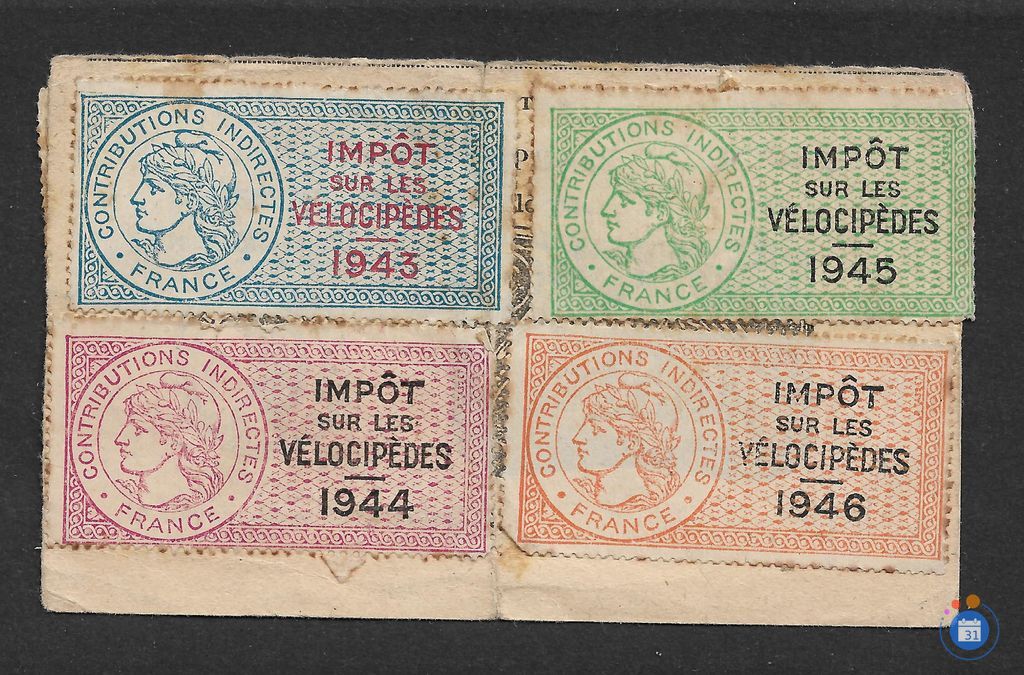 CONTRIBUTIONS INDIRECTES
FRANCE
IMPÔT
SUR LES
VÉLOCIPÈDES
1943
CONTRIBUTIONS INDIRECTES
FRANCE
IMPÔT
SUR LES
VÉLOCIPÈDES
1945
CONTRIBUTIONS INDIRECTES
FRANCE
IMPÔT
SUR LES
VÉLOCIPÈDES
1944
CONTRIBUTIONS INDIRECTES
FRANCE
IMPÔT
SUR LES
VÉLOCIPÈDES
1946
31